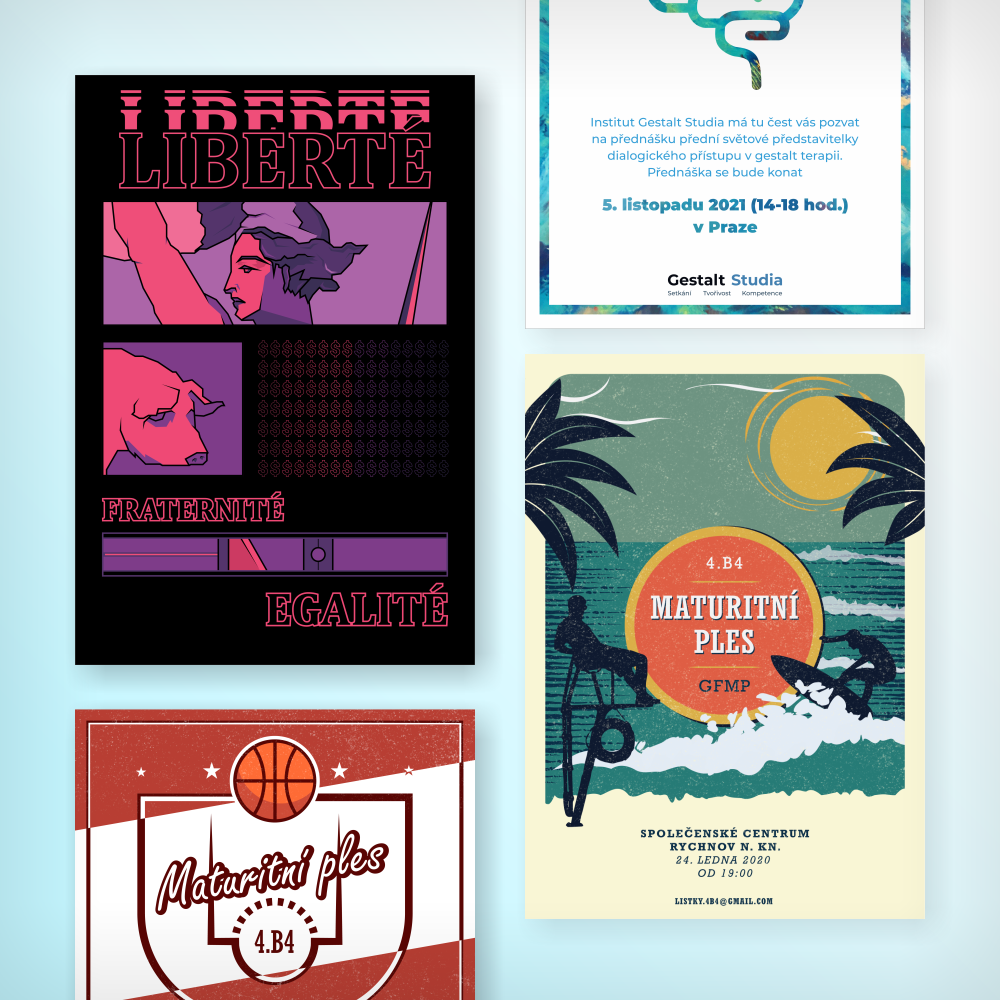 LIBERTÉ
LIBERTÉ
FRATERNITÉ
EGALITÉ
Institut Gestalt Studia má tu čest vás pozvat
na přednášku přední světové představitelky
dialogického přístupu v gestalt terapii.
Přednáška se bude konat
5. listopadu 2021 (14-18 hod.)
v Praze
Gestalt Studia
Setkání Tvořivost Kompetence
4.B4
MATURITNÍ
PLES
GFMP
SPOLEČENSKÉ CENTRUM
RYCHNOV N. KN.
24. LEDNA 2020
OD 19:00
LISTKY.4B4@GMAIL.COM
Maturitní ples
4.B4